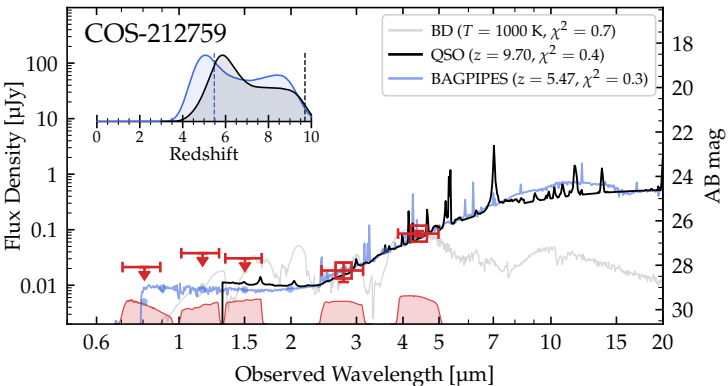 COS-212759
BD (T = 1000 K, χ² = 0.7)
QSO (z = 9.70, χ² = 0.4)
BAGPIPES (z = 5.47, χ² = 0.3)
0 2 4 6 8 10
Redshift
100
10
1
0.1
0.01
Flux Density [μJy]
18
20
22
24
26
28
30
AB mag
0.6 1 1.5 2 3 4 5 7 10 15 20
Observed Wavelength [μm]